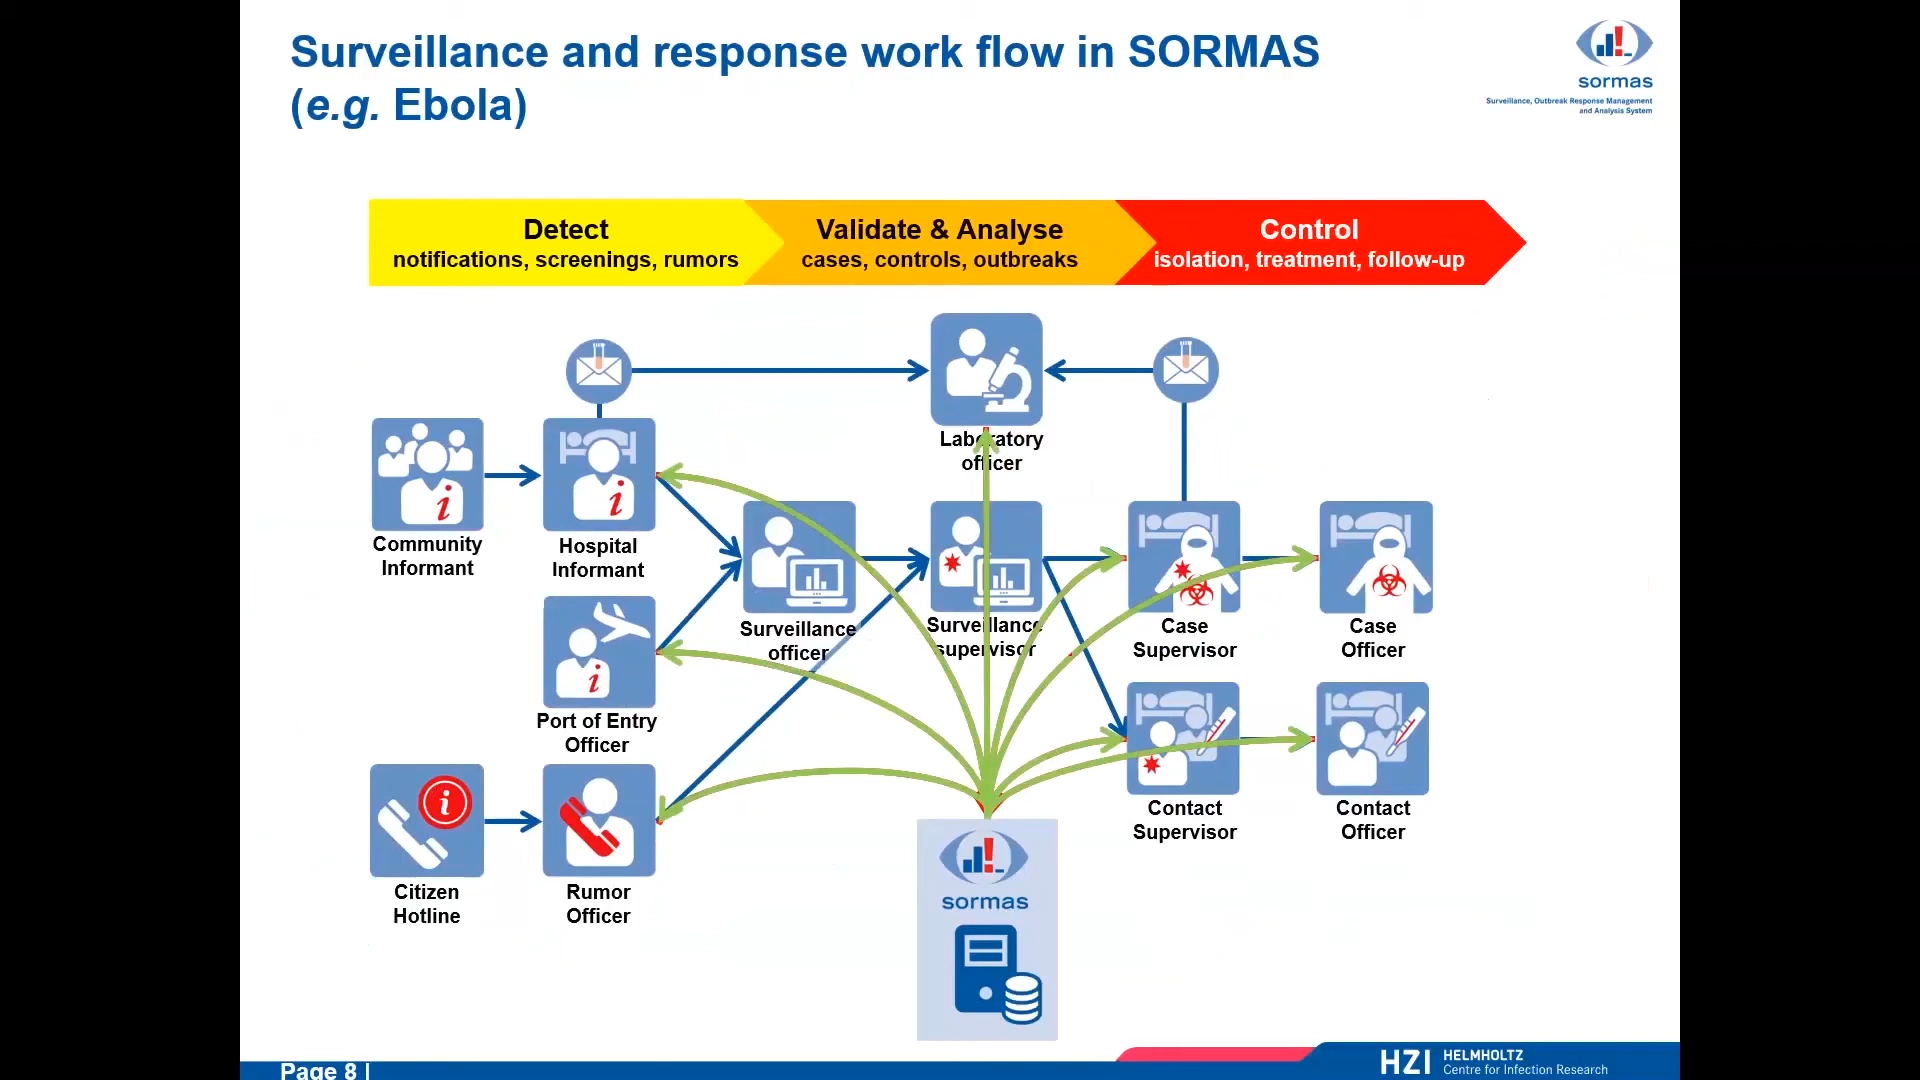 Surveillance and response work flow in SORMAS
(e.g. Ebola)
sormas
Surveillance, Outbreak Response Management
and Analysis System
Detect
notifications, screenings, rumors
Validate & Analyse
cases, controls, outbreaks
Control
isolation, treatment, follow-up
Laboratory
officer
Community
Informant
Hospital
Informant
Surveillance
officer
Surveillance
supervisor
Case
Supervisor
Case
Officer
Port of Entry
Officer
Contact
Supervisor
Contact
Officer
Citizen
Hotline
Rumor
Officer
sormas
Page 8 |
HZI HELMHOLTZ
Centre for Infection Research